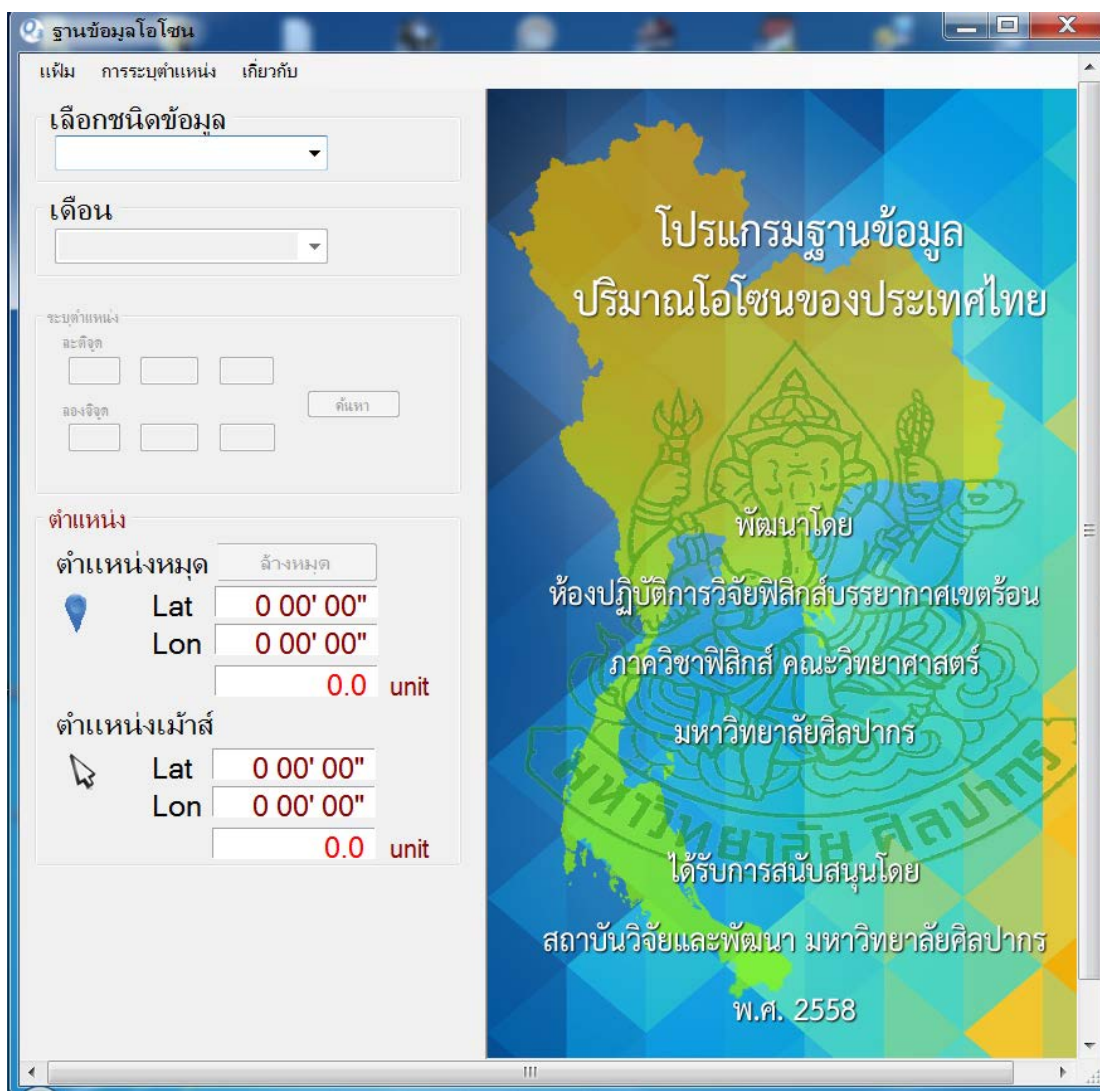 ฐานข้อมูลโอโซน
แฟ้ม การระบุตำแหน่ง เกี่ยวกับ
เลือกชนิดข้อมูล
เดือน
ระบุตำแหน่ง
ละติจูด
ลองจิจูด
ค้นหา
ตำแหน่ง
ตำแหน่งหมุด ล้างหมุด
Lat 0 00' 00"
Lon 0 00' 00"
0.0 unit
ตำแหน่งเม้าส์
Lat 0 00' 00"
Lon 0 00' 00"
0.0 unit
โปรแกรมฐานข้อมูล
ปริมาณโอโซนของประเทศไทย
พัฒนาโดย
ห้องปฏิบัติการวิจัยฟิสิกส์บรรยากาศเขตร้อน
ภาควิชาฟิสิกส์ คณะวิทยาศาสตร์
มหาวิทยาลัยศิลปากร
มหาวิทยาลัย ศิลปากร
ได้รับการสนับสนุนโดย
สถาบันวิจัยและพัฒนา มหาวิทยาลัยศิลปากร
พ.ศ. 2558